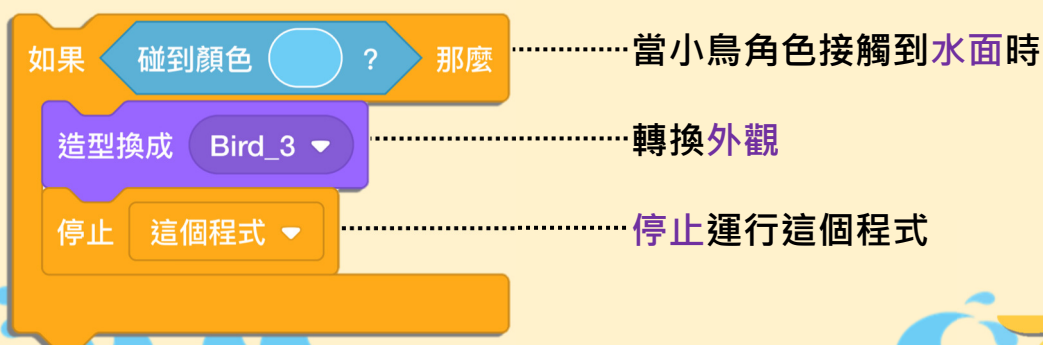 如果 碰到顏色 ? 那麼 當小鳥角色接觸到水面時
造型換成 Bird_3 轉換外觀
停止 這個程式 停止運行這個程式